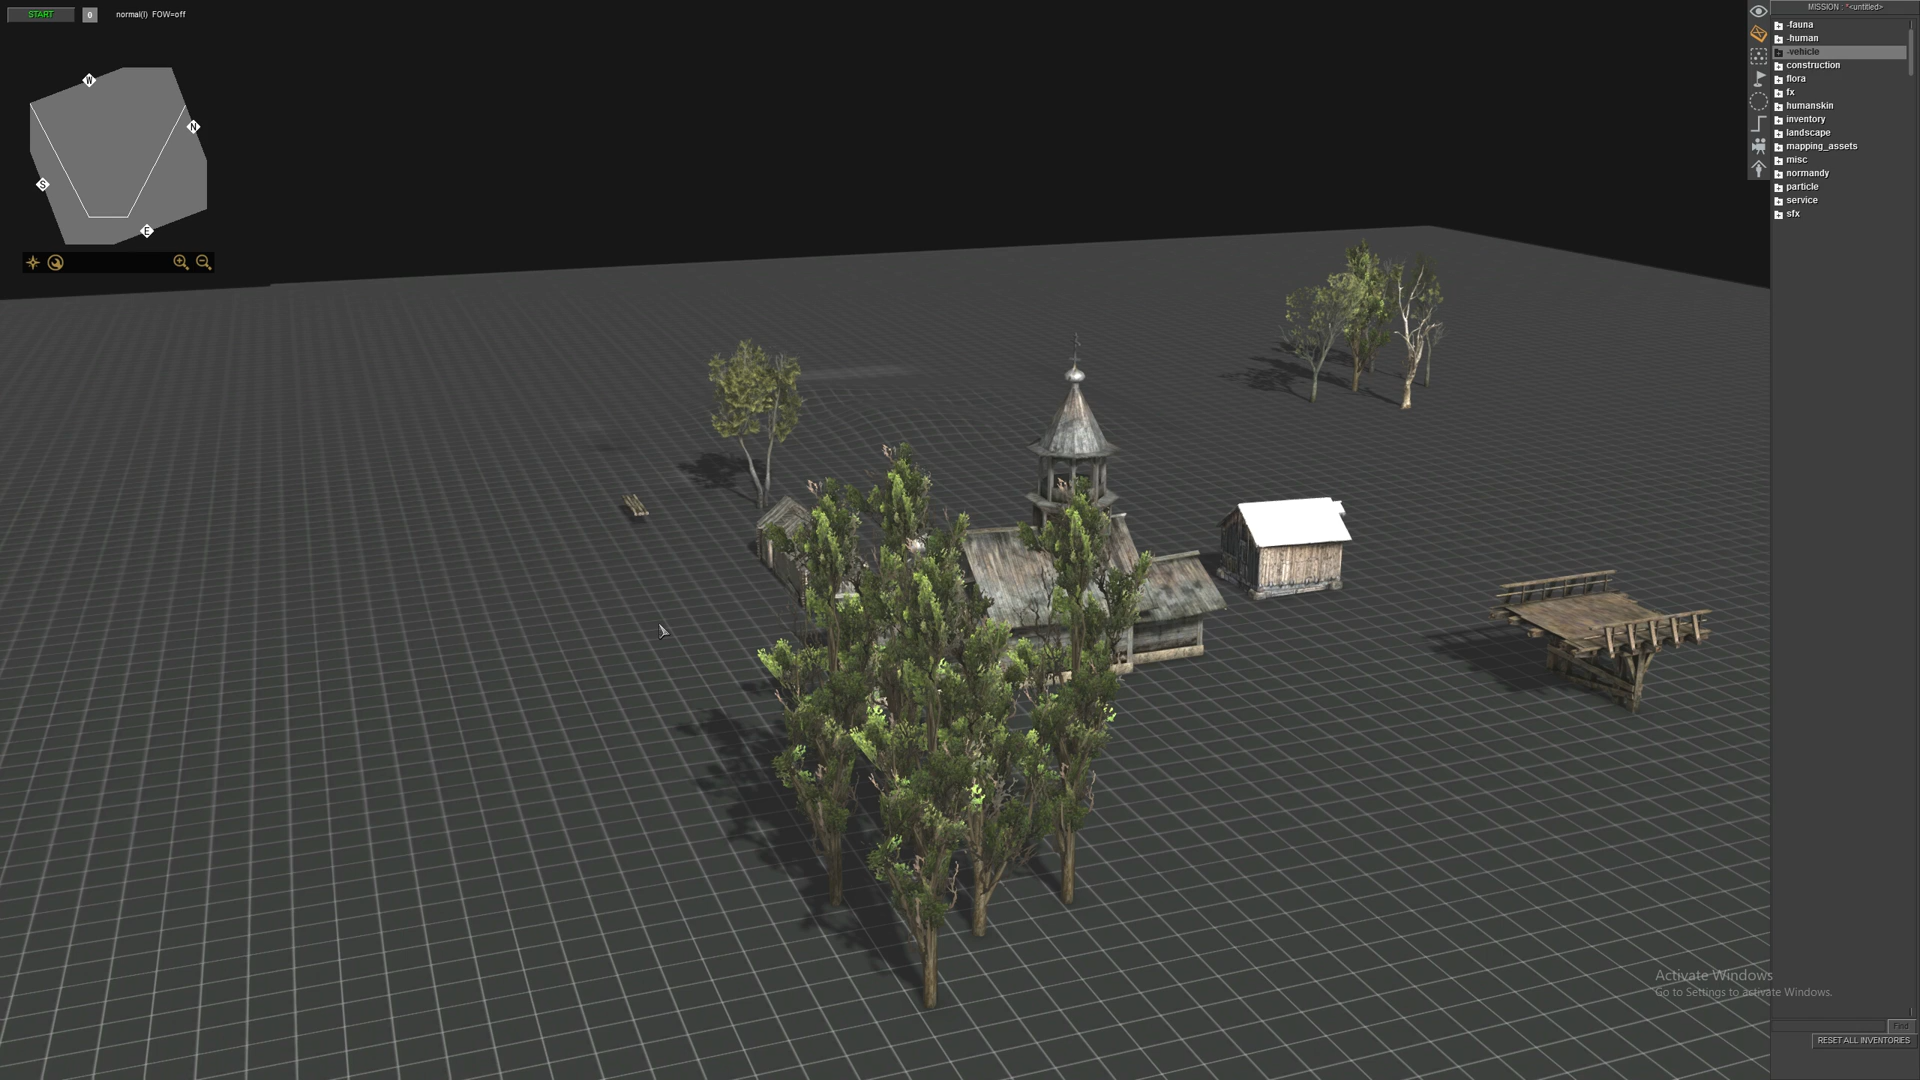 START
0
normal(l) FOW=off
W
N
S
E
MISSION : *<untitled>
-fauna
-human
-vehicle
construction
flora
fx
humanskin
inventory
landscape
mapping_assets
misc
normandy
particle
service
sfx
Activate Windows
Go to Settings to activate Windows.
Find
RESET ALL INVENTORIES